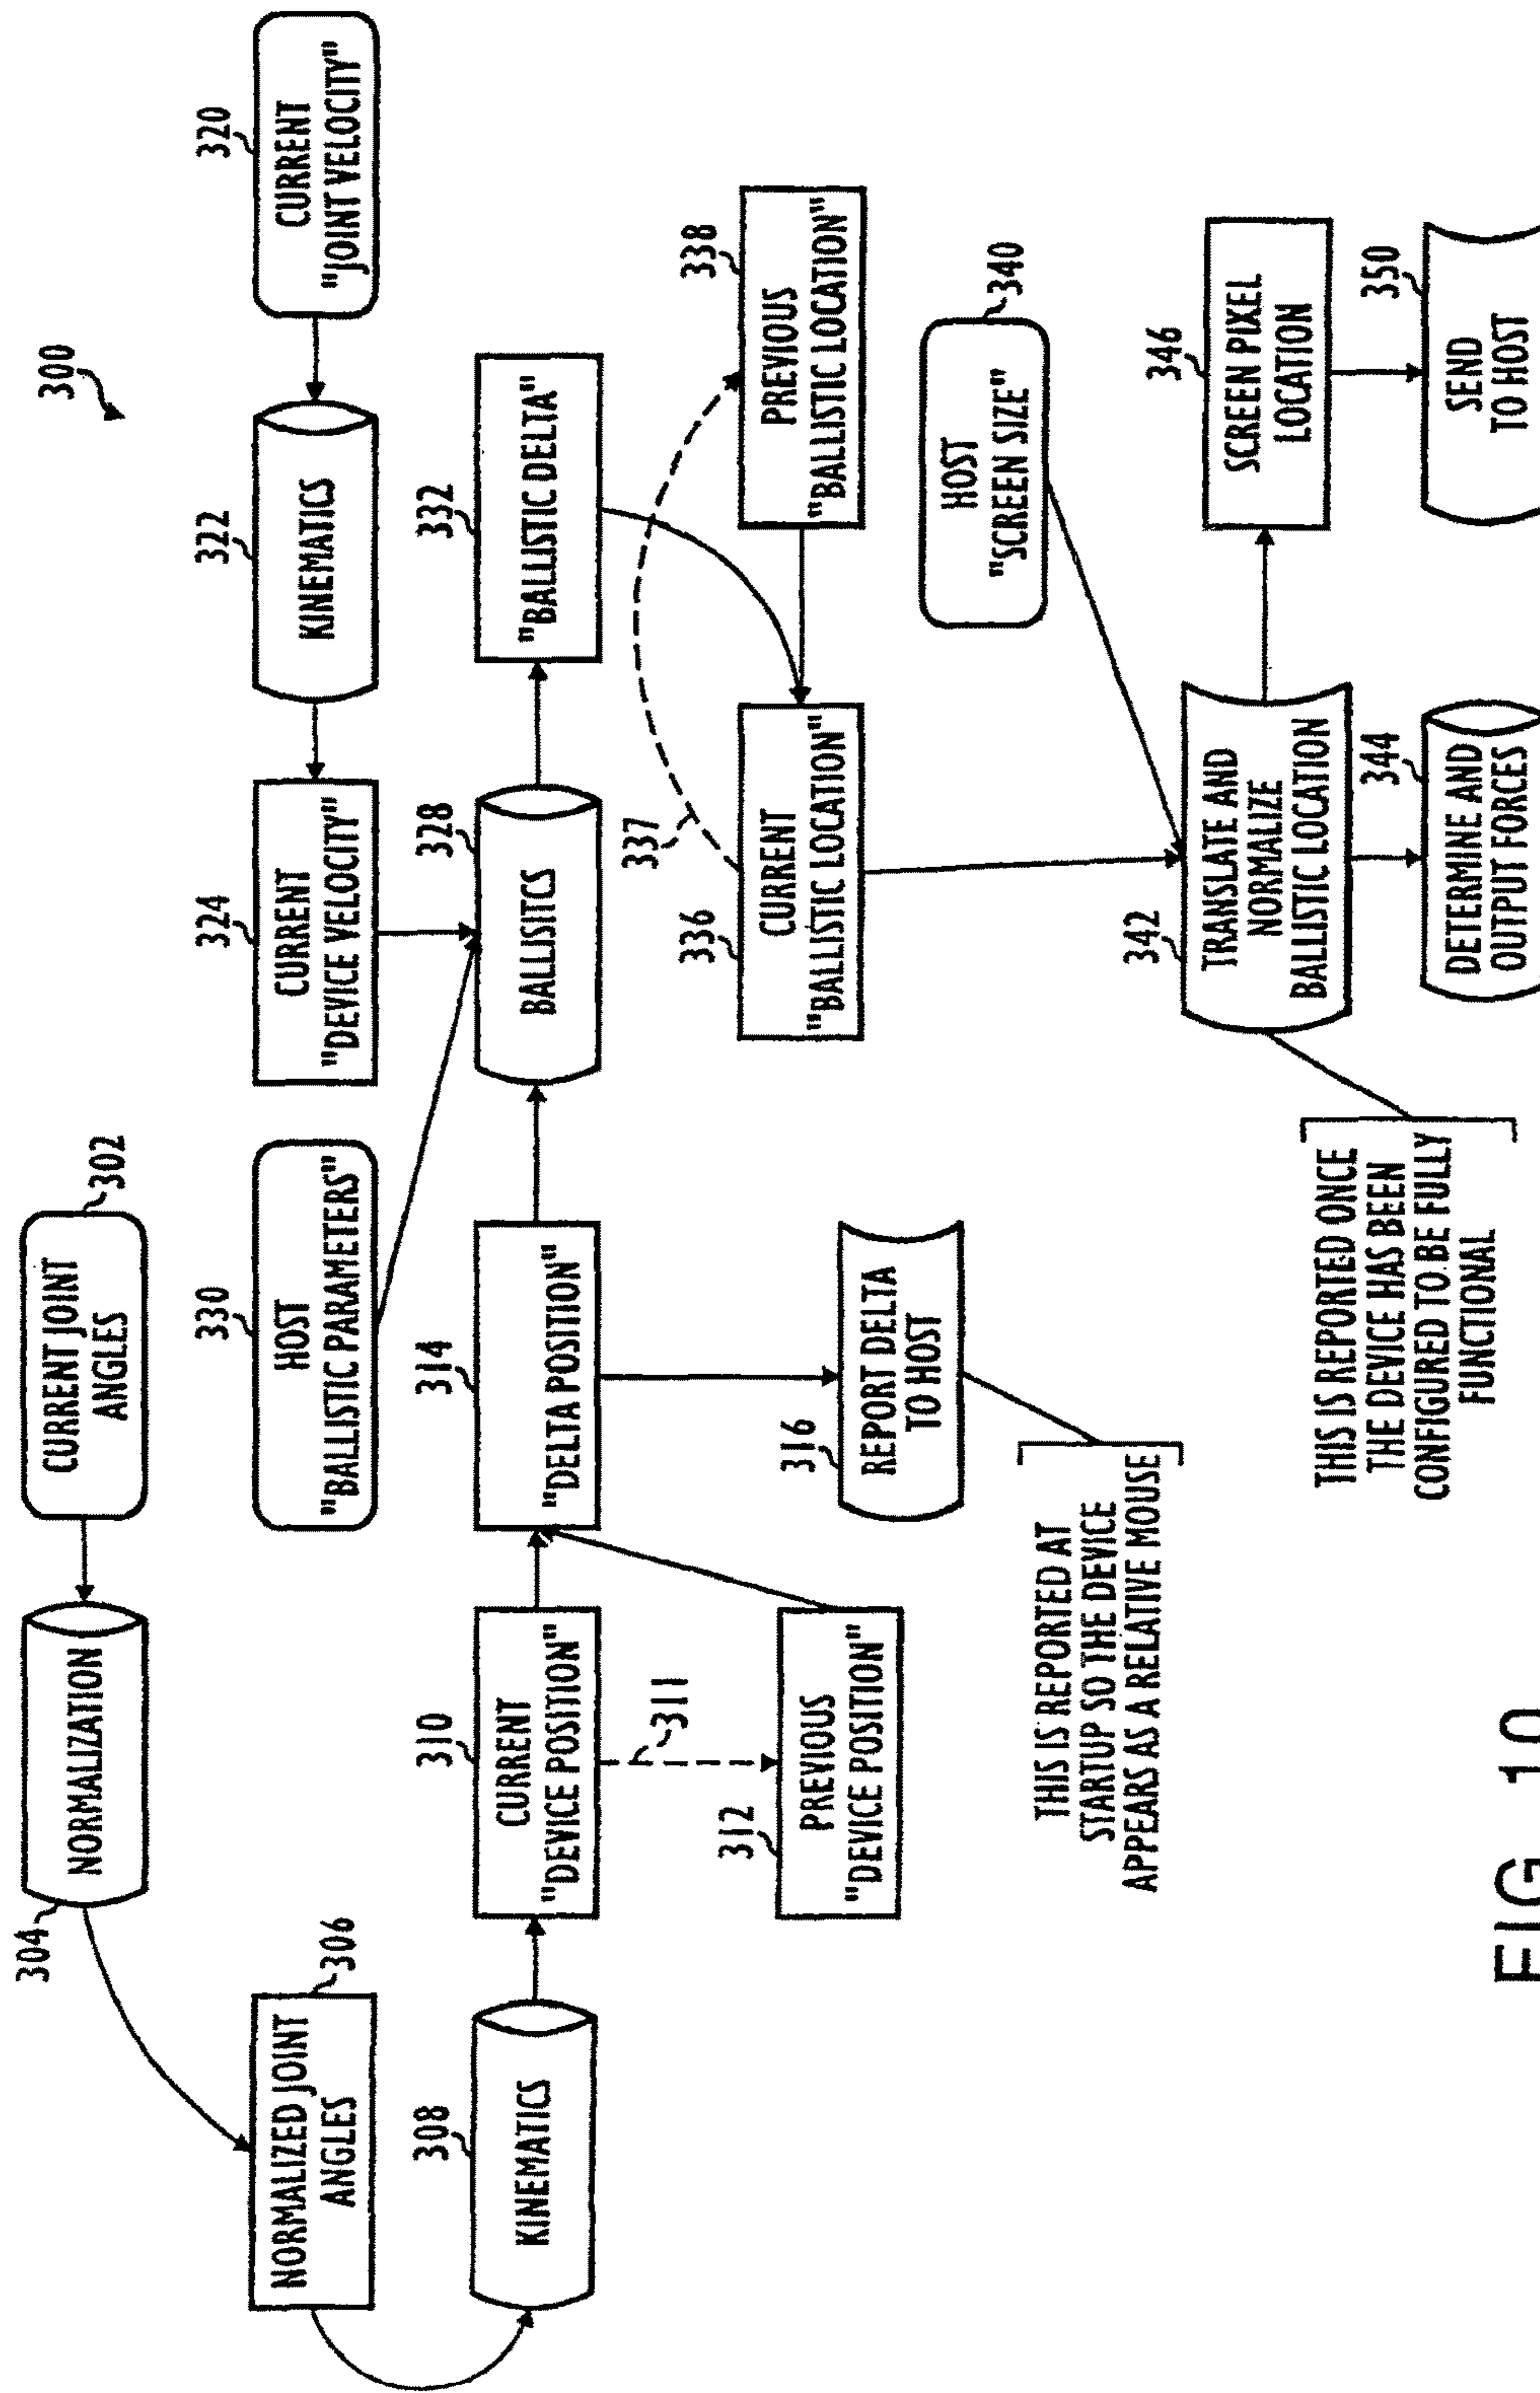 300
302
CURRENT JOINT
ANGLES
NORMALIZATION
304
NORMALIZED JOINT
ANGLES
306
330
HOST
"BALLISTIC PARAMETERS"
324
CURRENT
"DEVICE VELOCITY"
322
KINEMATICS
320
CURRENT
"JOINT VELOCITY"
308
KINEMATICS
310
CURRENT
"DEVICE POSITION"
311
312
PREVIOUS
"DEVICE POSITION"
314
"DELTA POSITION"
316
REPORT DELTA
TO HOST
THIS IS REPORTED AT
STARTUP SO THE DEVICE
APPEARS AS A RELATIVE MOUSE
328
BALLISITCS
332
"BALLISTIC DELTA"
337
336
CURRENT
"BALLISTIC LOCATION"
338
PREVIOUS
"BALLISTIC LOCATION"
340
HOST
"SCREEN SIZE"
342
TRANSLATE AND
NORMALIZE
BALLISTIC LOCATION
THIS IS REPORTED ONCE
THE DEVICE HAS BEEN
CONFIGURED TO BE FULLY
FUNCTIONAL
346
SCREEN PIXEL
LOCATION
344
DETERMINE AND
OUTPUT FORCES
350
SEND
TO HOST
FIG 10